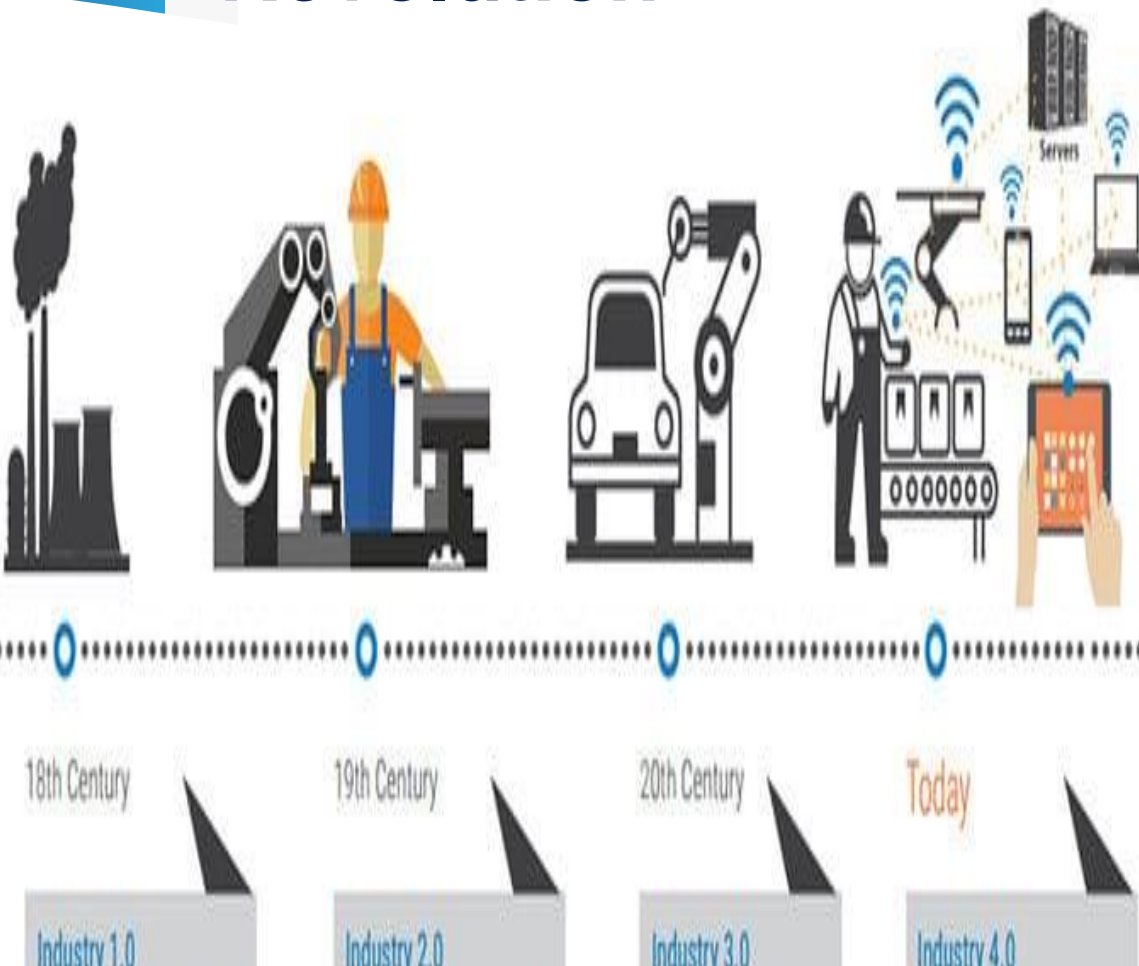 Revolution
Servers
18th Century
19th Century
20th Century
Today
Industry 1.0
Industry 2.0
Industry 3.0
Industry 4.0